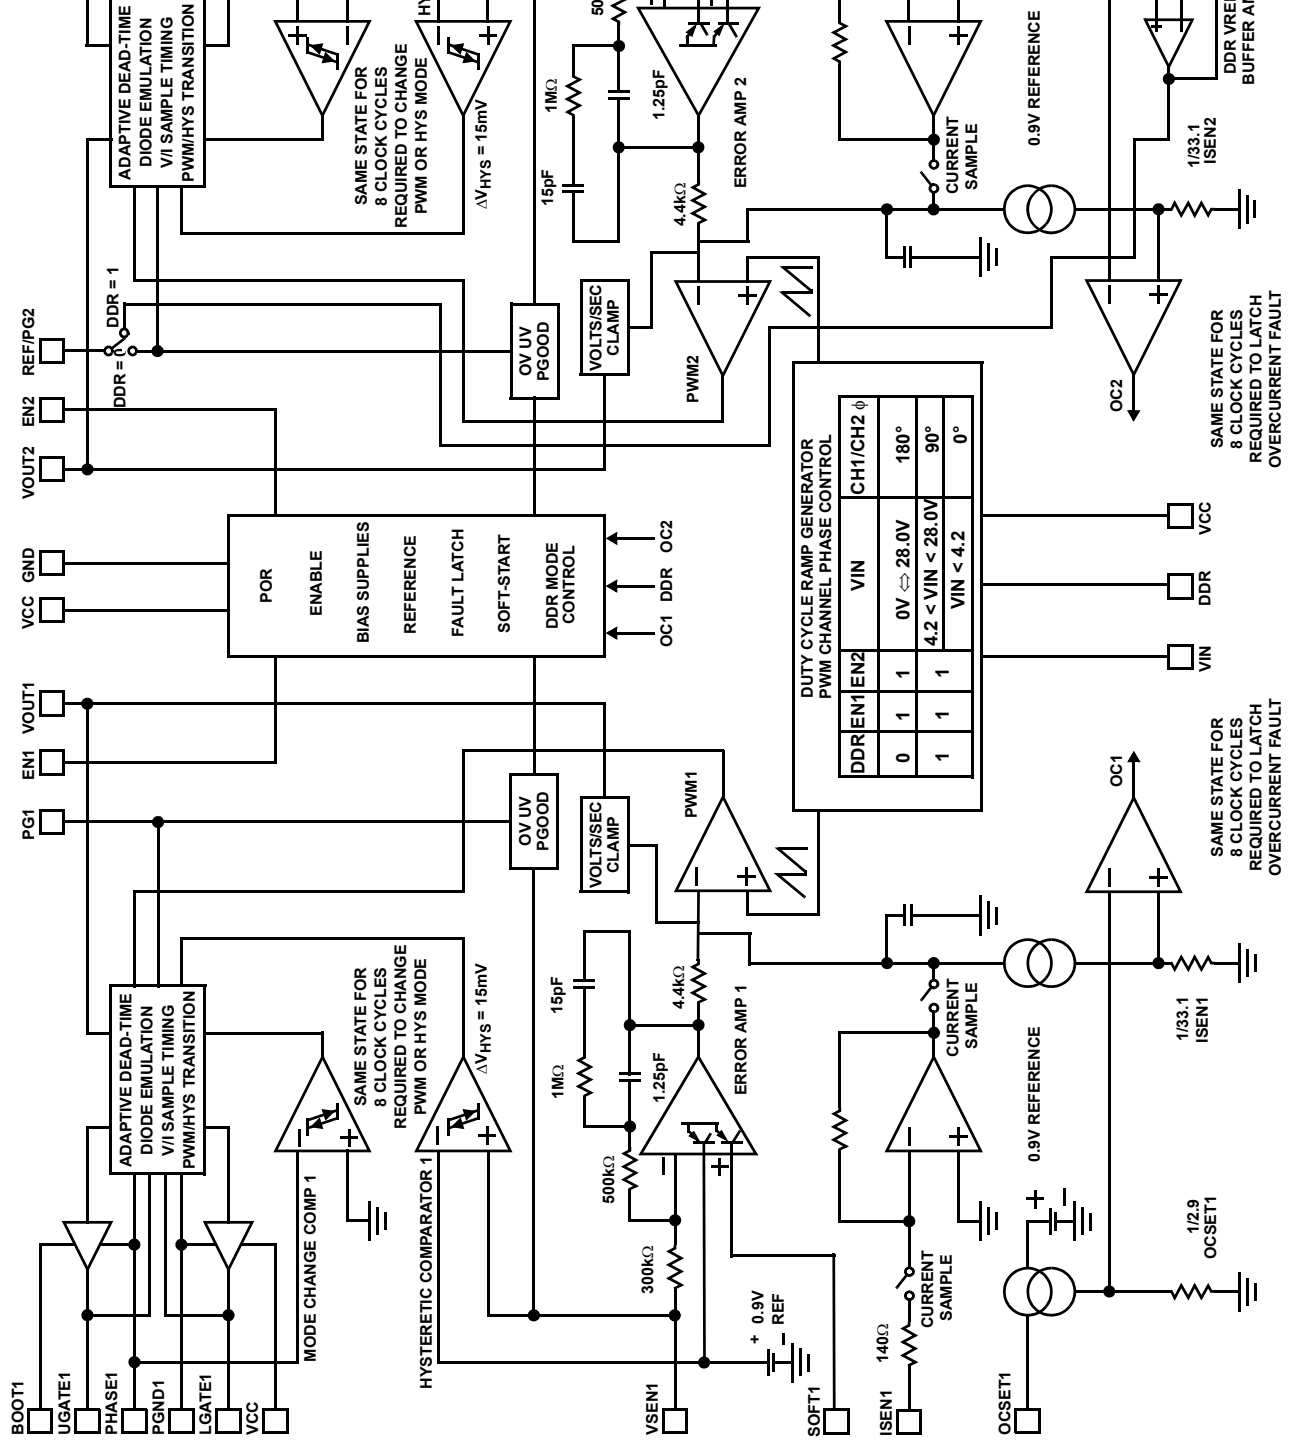 BOOT1
UGATE1
PHASE1
PGND1
LGATE1
VCC
VSEN1
SOFT1
ISEN1
OCSET1
PG1
EN1
VOUT1
VCC
GND
VOUT2
EN2
REF/PG2
DDR = 0
DDR = 1
ADAPTIVE DEAD-TIME
DIODE EMULATION
V/I SAMPLE TIMING
PWM/HYS TRANSITION
ADAPTIVE DEAD-TIME
DIODE EMULATION
V/I SAMPLE TIMING
PWM/HYS TRANSITION
POR
ENABLE
BIAS SUPPLIES
REFERENCE
FAULT LATCH
SOFT-START
DDR MODE
CONTROL
OC1
DDR
OC2
MODE CHANGE COMP 1
− +
SAME STATE FOR
8 CLOCK CYCLES
REQUIRED TO CHANGE
PWM OR HYS MODE
+ −
SAME STATE FOR
8 CLOCK CYCLES
REQUIRED TO CHANGE
PWM OR HYS MODE
HYSTERETIC COMPARATOR 1
− +
ΔVHYS = 15mV
HY
− +
ΔVHYS = 15mV
OV UV
PGOOD
OV UV
PGOOD
VOLTS/SEC
CLAMP
VOLTS/SEC
CLAMP
15pF
1MΩ
500kΩ
1.25pF
300kΩ
− +
ERROR AMP 1
4.4kΩ
PWM1
− +
15pF
1MΩ
50
1.25pF
ERROR AMP 2
4.4kΩ
PWM2
− +
+ 0.9V −
REF
DUTY CYCLE RAMP GENERATOR
PWM CHANNEL PHASE CONTROL
DDR EN1 EN2 VIN CH1/CH2 ϕ
0 1 1 0V ⇔ 28.0V 180°
1 1 1 4.2 < VIN < 28.0V 90°
VIN < 4.2 0°
140Ω
CURRENT
SAMPLE
− +
CURRENT
SAMPLE
− +
CURRENT
SAMPLE
0.9V REFERENCE
+ −
0.9V REFERENCE
1/2.9
OCSET1
1/33.1
ISEN1
1/33.1
ISEN2
− +
OC1
− +
OC2
VIN
DDR
VCC
SAME STATE FOR
8 CLOCK CYCLES
REQUIRED TO LATCH
OVERCURRENT FAULT
SAME STATE FOR
8 CLOCK CYCLES
REQUIRED TO LATCH
OVERCURRENT FAULT
+
DDR VREF
BUFFER A